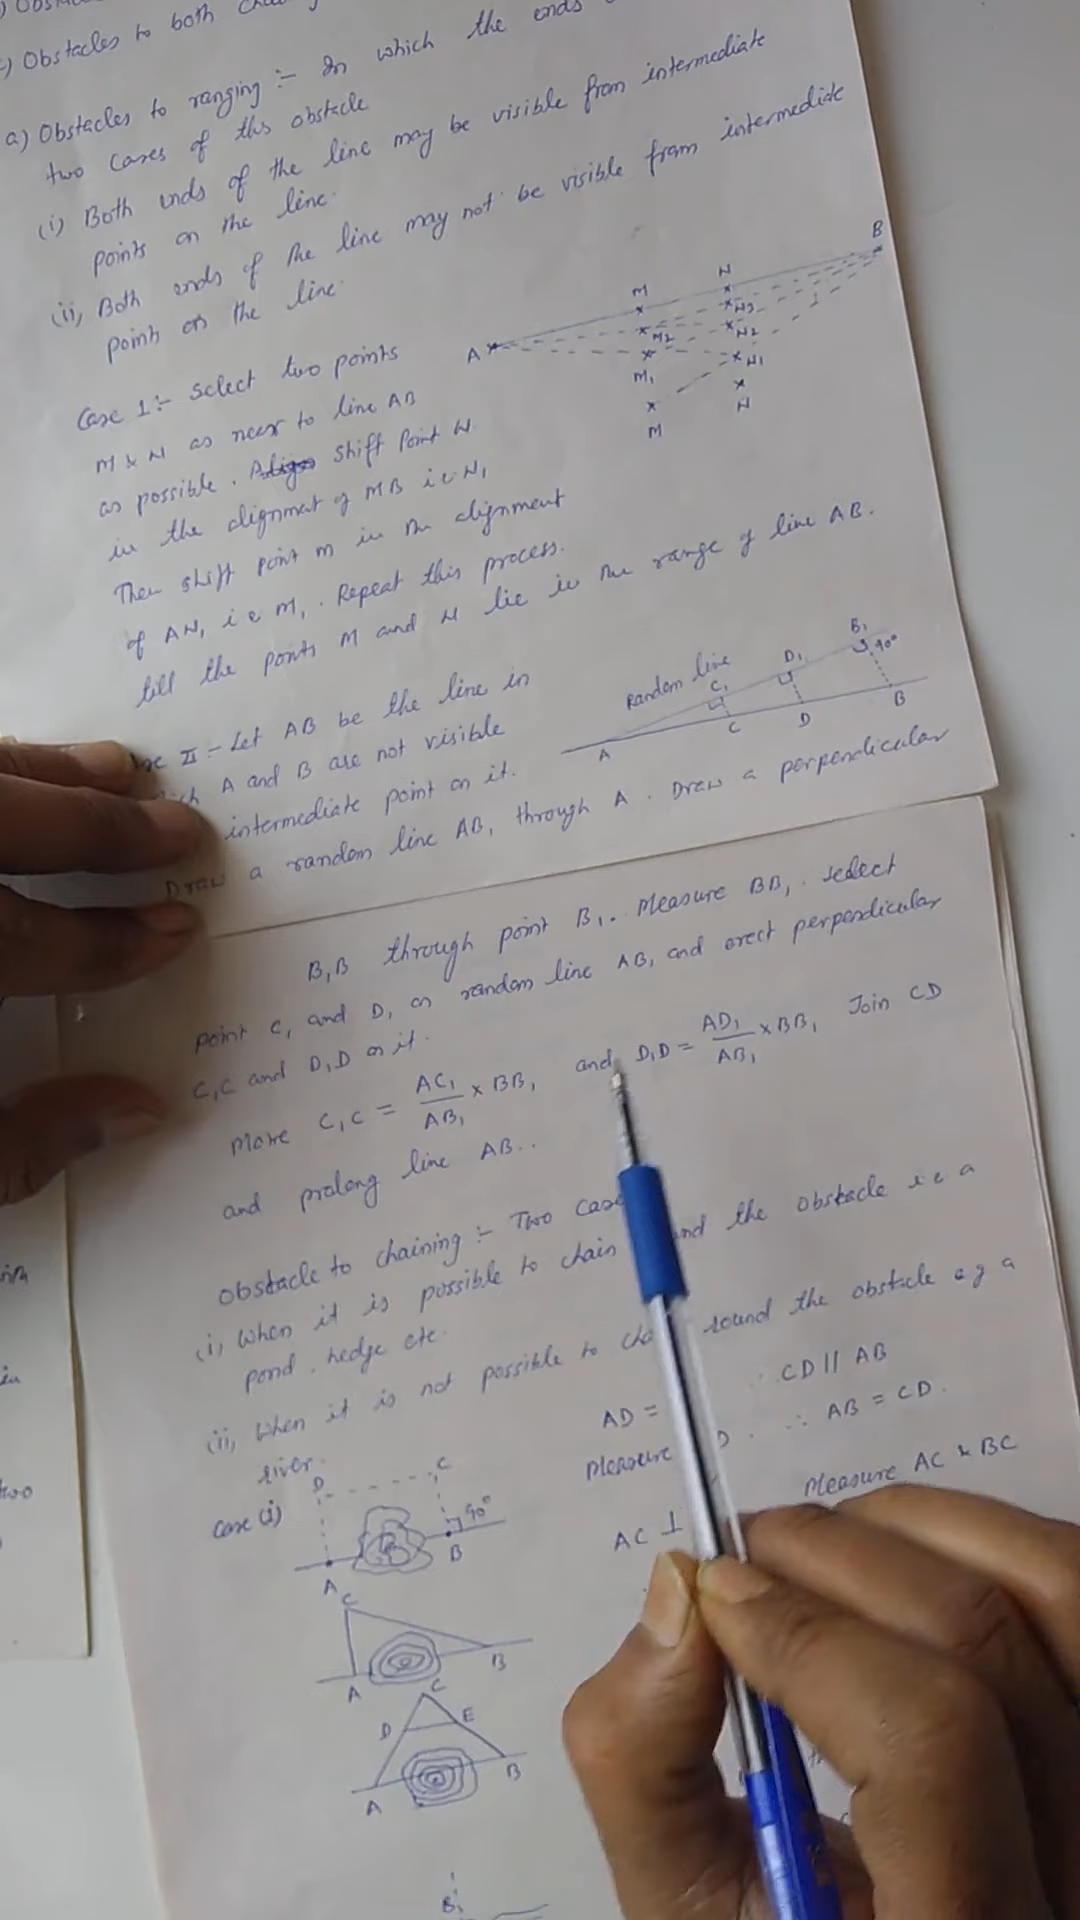 Obstacles to both
a) Obstacles to ranging :- In which the ends
two cases of this obstacle
(i) Both ends of the line may be visible from intermediate
points on the line.
(ii) Both ends of the line may not be visible from intermediate
point on the line.
B
N
M
N3
M2
N2
A
N1
M1
N
M
Case I :- Select two points
M & N as near to line AB
as possible. Shift Point N
in the alignment of MB i.e N1
Then shift point m in the alignment
of AN, i e M1. Repeat this process.
till the points M and N lie in the range of line AB.
B1
90°
Random line
D1
C1
B
D
C
A
II :- Let AB be the line in
A and B are not visible
intermediate point on it.
Draw a random line AB, through A. Draw a perpendicular
B1B through point B1. Measure BB1. select
point C, and D, on random line AB, and erect perpendicular
C1C and D1D on it.
C1C = AC1/AB1 × BB1 and D1D = AD1/AB1 × BB1 Join CD
and prolong line AB..
obstacle to chaining :- Two
(i) When it is possible to chain the obstacle i e a
pond. hedge etc.
(ii) When it is not possible to round the obstacle e g a
river.
AD = CD // AB
Measure ∴ AB = CD.
Case (i)
D
C
90°
B
A
AC ⊥ Measure AC & BC
C
A
B
C
D
E
A
B
B1